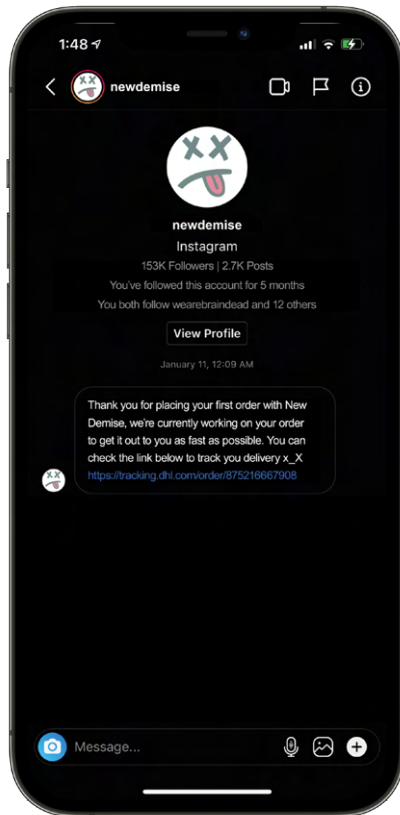 1:48
newdemise
newdemise
Instagram
153K Followers | 2.7K Posts
You've followed this account for 5 months
You both follow wearebraindead and 12 others
View Profile
January 11, 12:09 AM
Thank you for placing your first order with New
Demise, we're currently working on your order
to get it out to you as fast as possible. You can
check the link below to track you delivery x_X
https://tracking.dhl.com/order/875216667908
Message...